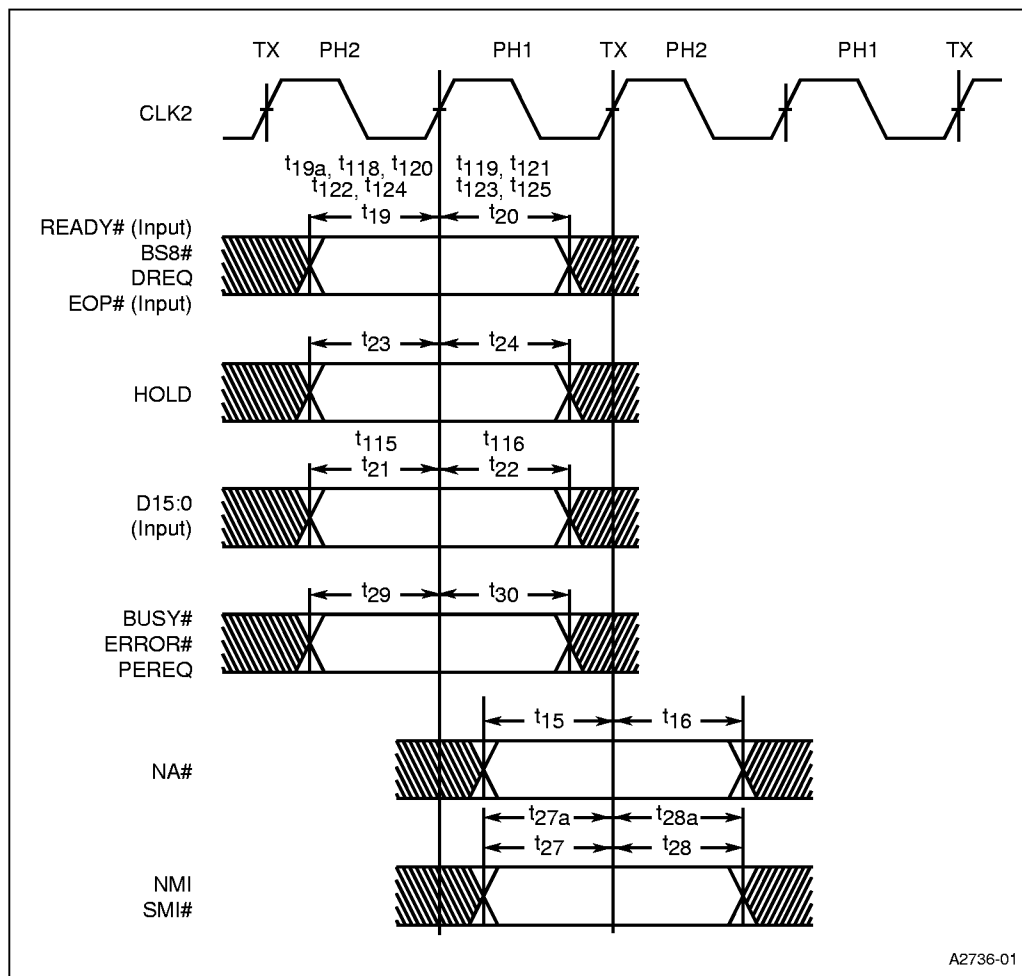 TX PH2 PH1 TX PH2 PH1 TX
CLK2
t19a, t118, t120 t119, t121
t122, t124 t123, t125
t19 t20
READY# (Input)
BS8#
DREQ
EOP# (Input)
t23 t24
HOLD
t115 t116
t21 t22
D15:0
(Input)
t29 t30
BUSY#
ERROR#
PEREQ
t15 t16
NA#
t27a t28a
t27 t28
NMI
SMI#
A2736-01